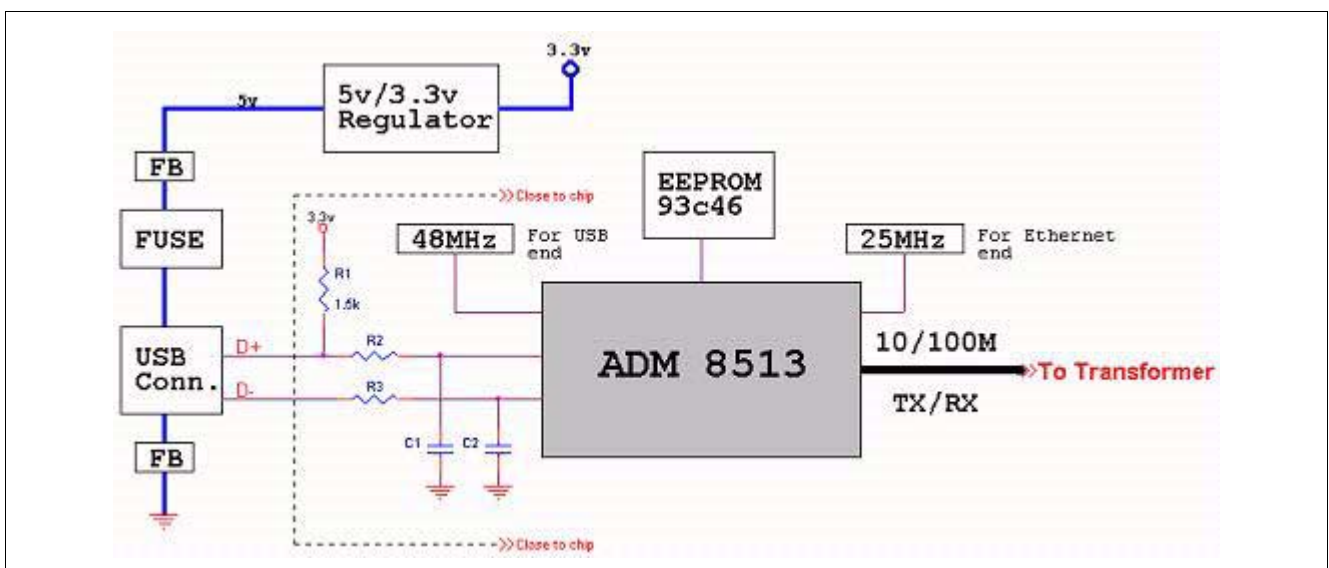 3.3v
5v
5v/3.3v
Regulator
FB
EEPROM
93c46
>>Close to chip
3.3v
FUSE
48MHz
For USB
end
25MHz
For Ethernet
end
R1
1.5k
10/100M
USB
Conn.
D+
R2
ADM 8513
>>To Transformer
D-
R3
TX/RX
C1
C2
FB
>>Close to chip